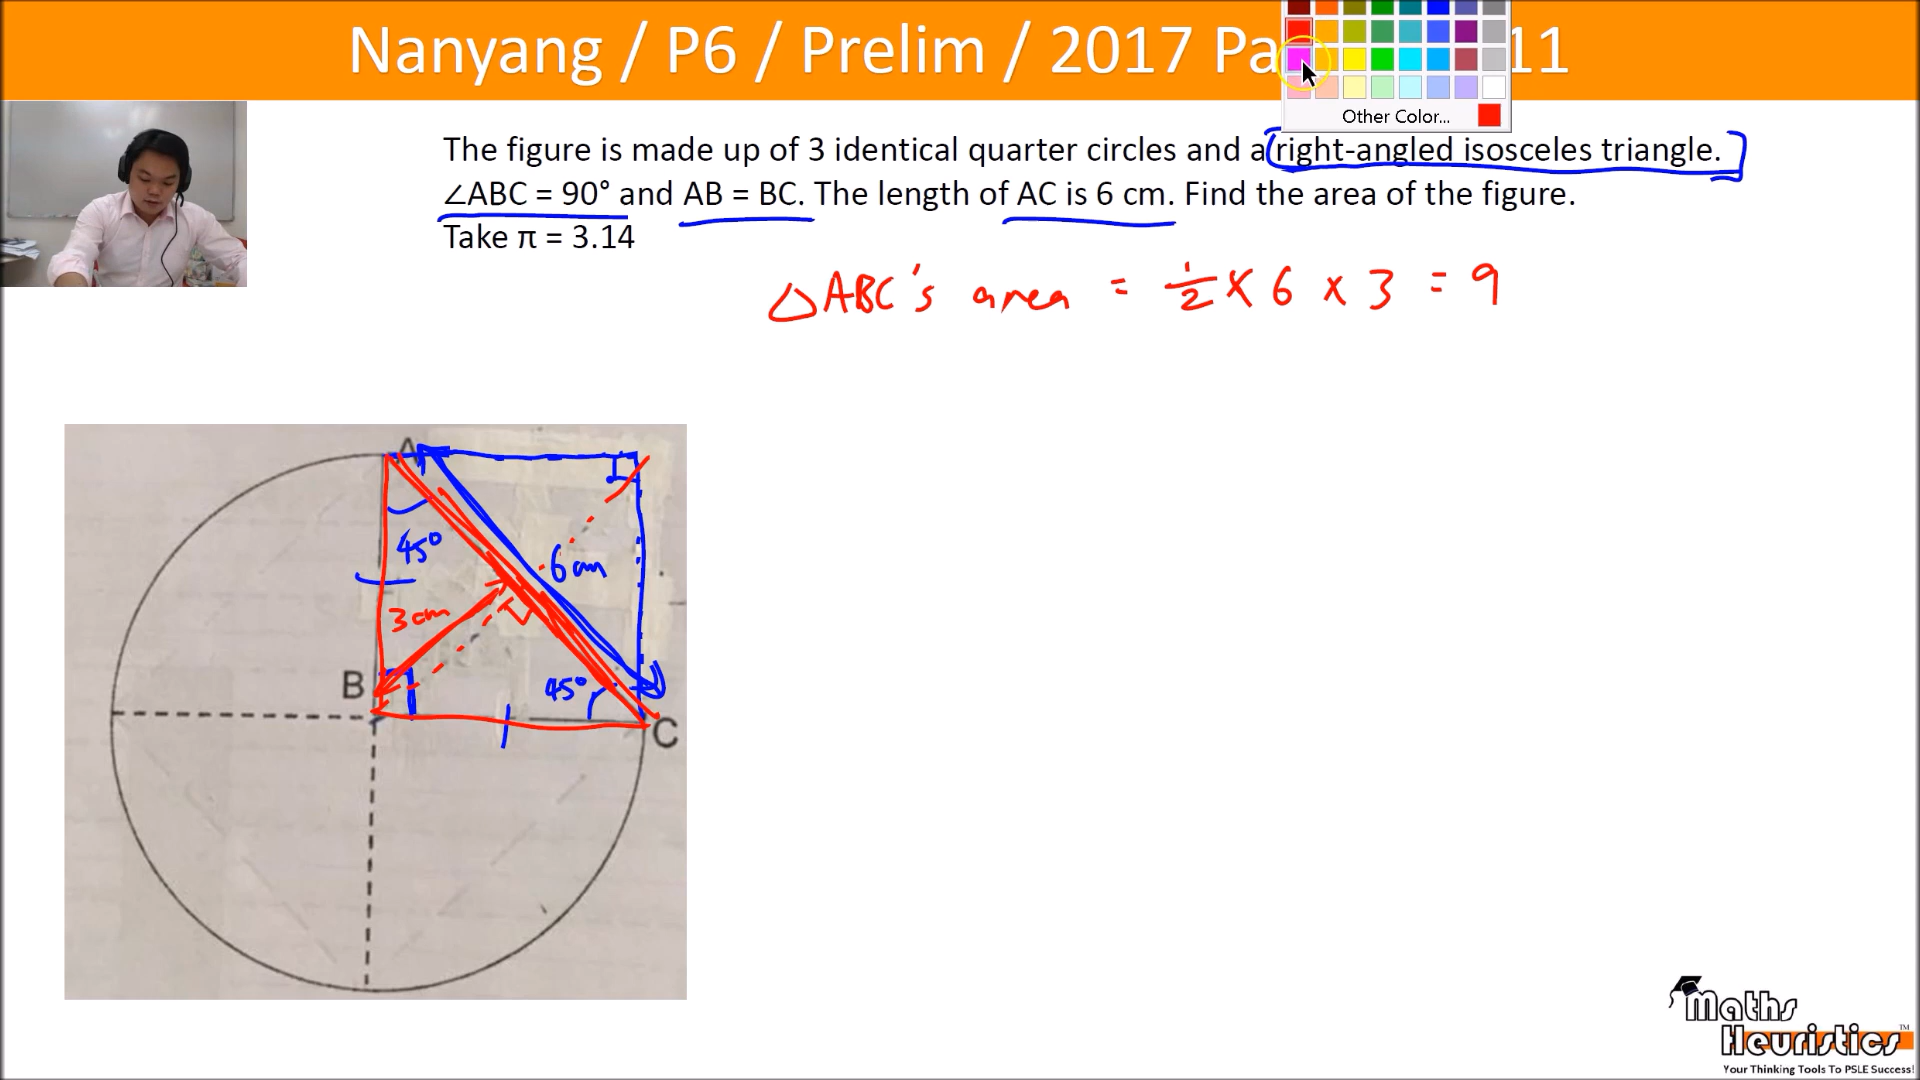 Nanyang / P6 / Prelim / 2017 Pa 11
Other Color...
The figure is made up of 3 identical quarter circles and a right-angled isosceles triangle.
∠ABC = 90° and AB = BC. The length of AC is 6 cm. Find the area of the figure.
Take π = 3.14
△ABC's area = 1/2 × 6 × 3 = 9
A
45°
6 cm
3 cm
B
45°
C
Maths
Heuristics™
Your Thinking Tools To PSLE Success!